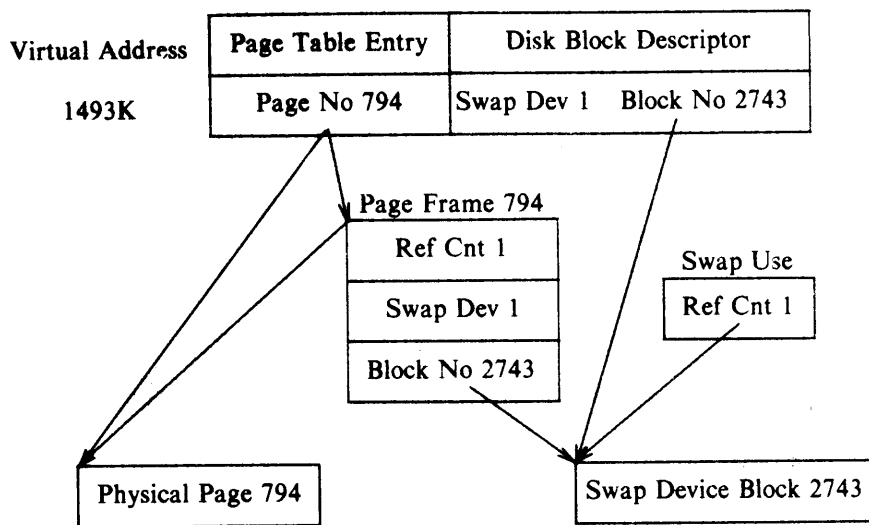 Virtual Address
1493K
Page Table Entry
Disk Block Descriptor
Page No 794
Swap Dev 1 Block No 2743
Page Frame 794
Ref Cnt 1
Swap Dev 1
Block No 2743
Swap Use
Ref Cnt 1
Physical Page 794
Swap Device Block 2743